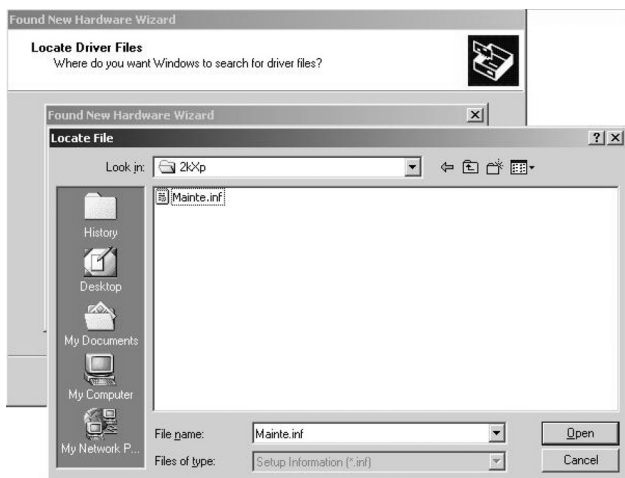 Found New Hardware Wizard
Locate Driver Files
Where do you want Windows to search for driver files?
Found New Hardware Wizard
Locate File
Look in: 2kXp
Mainte.inf
History
Desktop
My Documents
My Computer
My Network P...
File name: Mainte.inf Open
Files of type: Setup Information (*.inf) Cancel